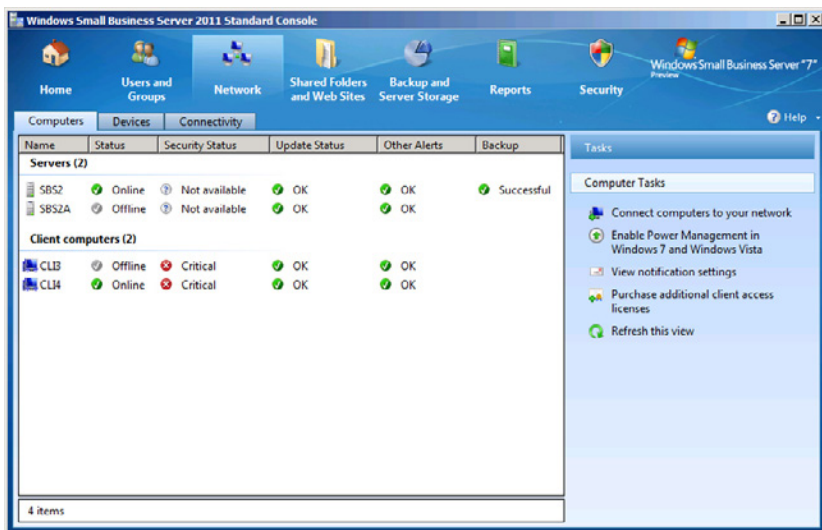 Windows Small Business Server 2011 Standard Console
Home
Users and
Groups
Network
Shared Folders
and Web Sites
Backup and
Server Storage
Reports
Security
Windows Small Business Server "7"
Preview
Computers Devices Connectivity
Help
Name Status Security Status Update Status Other Alerts Backup
Servers (2)
SBS2 Online Not available OK OK Successful
SBS2A Offline Not available OK OK
Client computers (2)
CLI3 Offline Critical OK OK
CLI4 Online Critical OK OK
4 items
Tasks
Computer Tasks
Connect computers to your network
Enable Power Management in
Windows 7 and Windows Vista
View notification settings
Purchase additional client access
licenses
Refresh this view